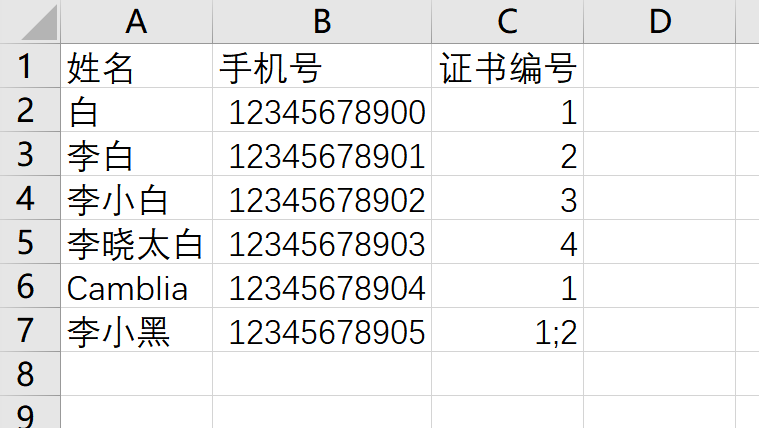 A B C D
1 姓名 手机号 证书编号
2 白 12345678900 1
3 李白 12345678901 2
4 李小白 12345678902 3
5 李晓太白 12345678903 4
6 Camblia 12345678904 1
7 李小黑 12345678905 1;2
8
9